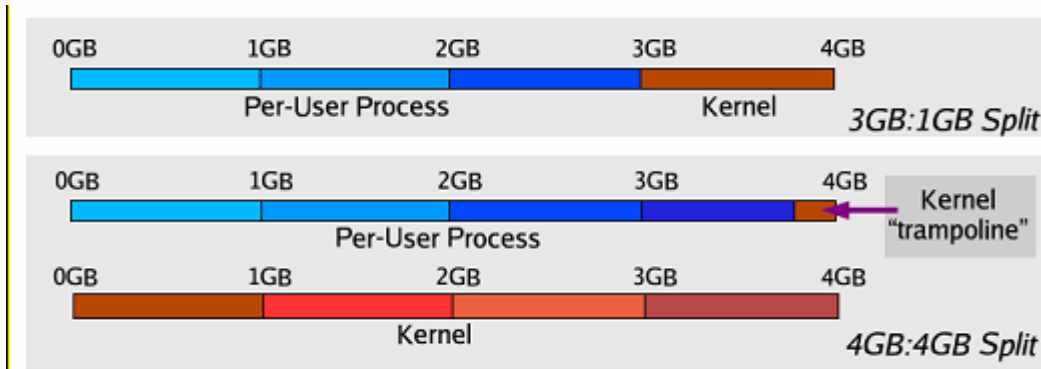 0GB 1GB 2GB 3GB 4GB
Per-User Process Kernel
3GB:1GB Split
0GB 1GB 2GB 3GB 4GB
Kernel
"trampoline"
Per-User Process
0GB 1GB 2GB 3GB 4GB
Kernel
4GB:4GB Split